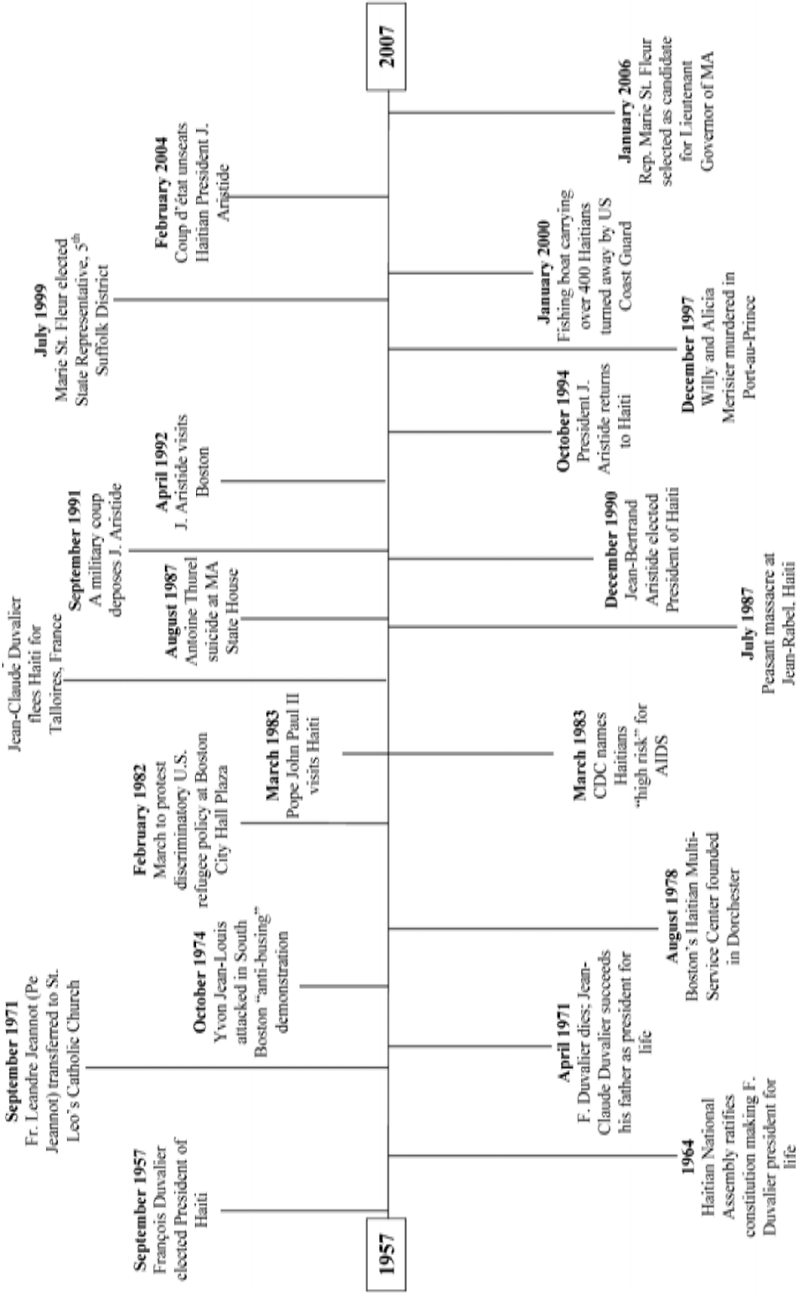 1957
2007
September 1957
François Duvalier
elected President of
Haiti
1964
Haitian National
Assembly ratifies
constitution making F.
Duvalier president for
life
September 1971
Fr. Leandre Jeannot (Pe
Jeannot) transferred to St.
Leo's Catholic Church
April 1971
F. Duvalier dies; Jean-
Claude Duvalier succeeds
his father as president for
life
October 1974
Yvon Jean-Louis
attacked in South
Boston "anti-busing"
demonstration
August 1978
Boston's Haitian Multi-
Service Center founded
in Dorchester
February 1982
March to protest
discriminatory U.S.
refugee policy at Boston
City Hall Plaza
March 1983
Pope John Paul II
visits Haiti
March 1983
CDC names
Haitians
"high risk" for
AIDS
Jean-Claude Duvalier
flees Haiti for
Talloires, France
July 1987
Peasant massacre at
Jean-Rabel, Haiti
August 1987
Antoine Thurel
suicide at MA
State House
December 1990
Jean-Bertrand
Aristide elected
President of Haiti
September 1991
A military coup
deposes J. Aristide
April 1992
J. Aristide visits
Boston
October 1994
President J.
Aristide returns
to Haiti
December 1997
Willy and Alicia
Merisier murdered in
Port-au-Prince
July 1999
Marie St. Fleur elected
State Representative, 5th
Suffolk District
January 2000
Fishing boat carrying
over 400 Haitians
turned away by US
Coast Guard
February 2004
Coup d'état unseats
Haitian President J.
Aristide
January 2006
Rep. Marie St. Fleur
selected as candidate
for Lieutenant
Governor of MA